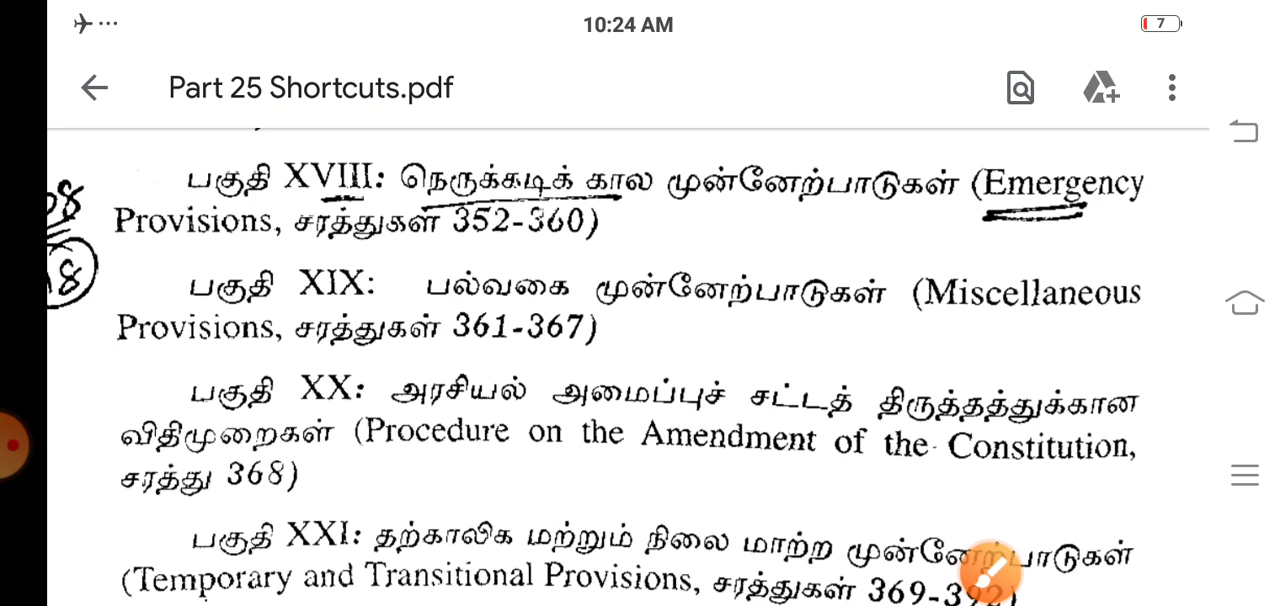 10:24 AM
7
Part 25 Shortcuts.pdf
பகுதி XVIII: நெருக்கடிக் கால முன்னேற்பாடுகள் (Emergency
Provisions, சரத்துகள் 352-360)
18
பகுதி XIX: பல்வகை முன்னேற்பாடுகள் (Miscellaneous
Provisions, சரத்துகள் 361-367)
பகுதி XX: அரசியல் அமைப்புச் சட்டத் திருத்தத்துக்கான
விதிமுறைகள் (Procedure on the Amendment of the Constitution,
சரத்து 368)
பகுதி XXI: தற்காலிக மற்றும் நிலை மாற்ற முன்னேற்பாடுகள்
(Temporary and Transitional Provisions, சரத்துகள் 369-392)